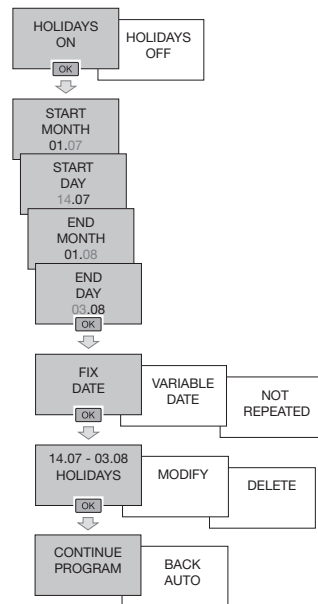 HOLIDAYS
ON
HOLIDAYS
OFF
OK
START
MONTH
01.07
START
DAY
14.07
END
MONTH
01.08
END
DAY
03.08
OK
FIX
DATE
VARIABLE
DATE
NOT
REPEATED
OK
14.07 - 03.08
HOLIDAYS
MODIFY
DELETE
OK
CONTINUE
PROGRAM
BACK
AUTO